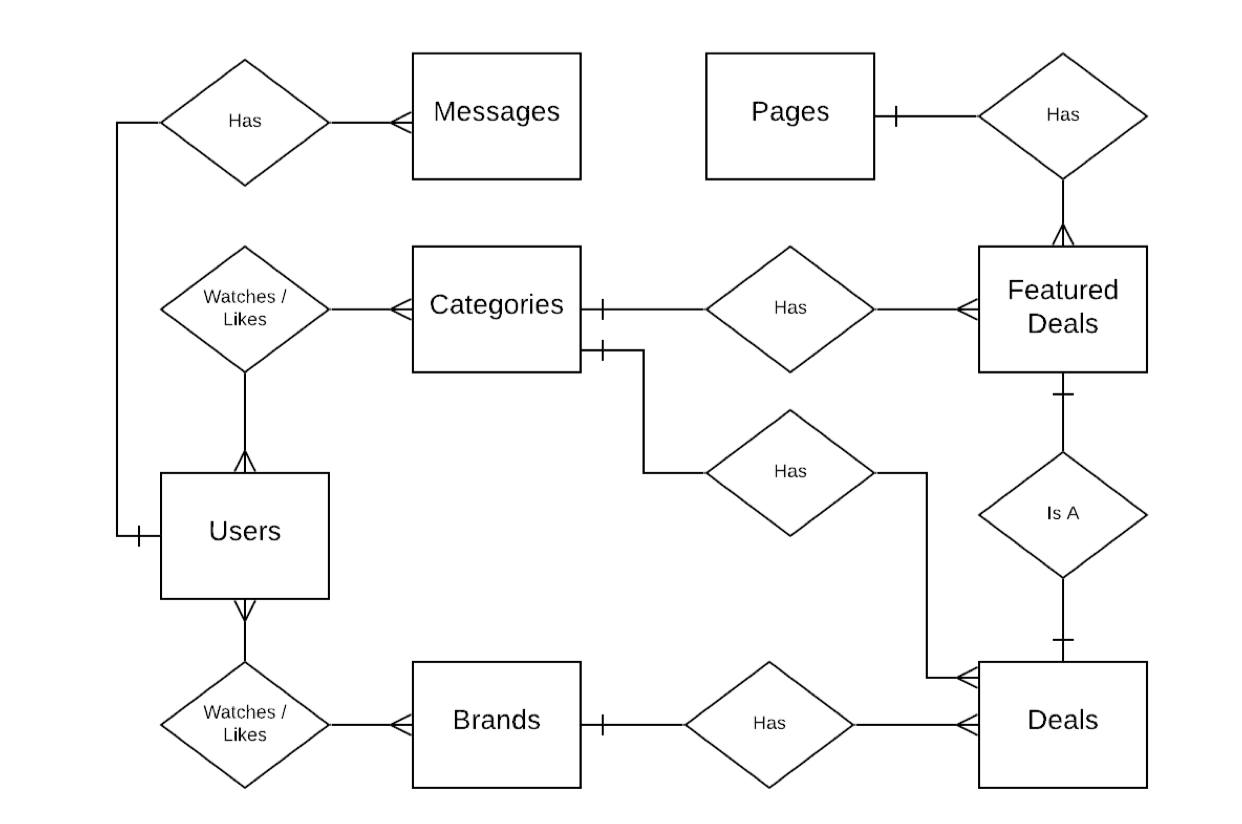 Has
Messages
Pages
Has
Watches /
Likes
Categories
Has
Featured
Deals
Has
Users
Is A
Watches /
Likes
Brands
Has
Deals